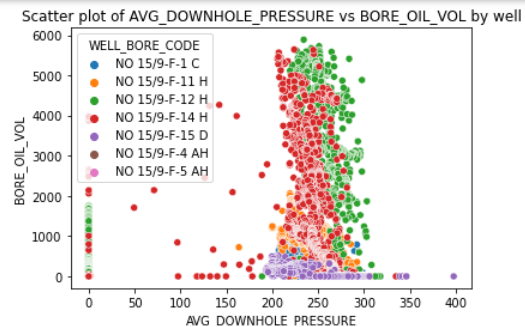 Scatter plot of AVG_DOWNHOLE_PRESSURE vs BORE_OIL_VOL by well
WELL_BORE_CODE
NO 15/9-F-1 C
NO 15/9-F-11 H
NO 15/9-F-12 H
NO 15/9-F-14 H
NO 15/9-F-15 D
NO 15/9-F-4 AH
NO 15/9-F-5 AH
BORE_OIL_VOL
6000
5000
4000
3000
2000
1000
0
0 50 100 150 200 250 300 350 400
AVG_DOWNHOLE_PRESSURE